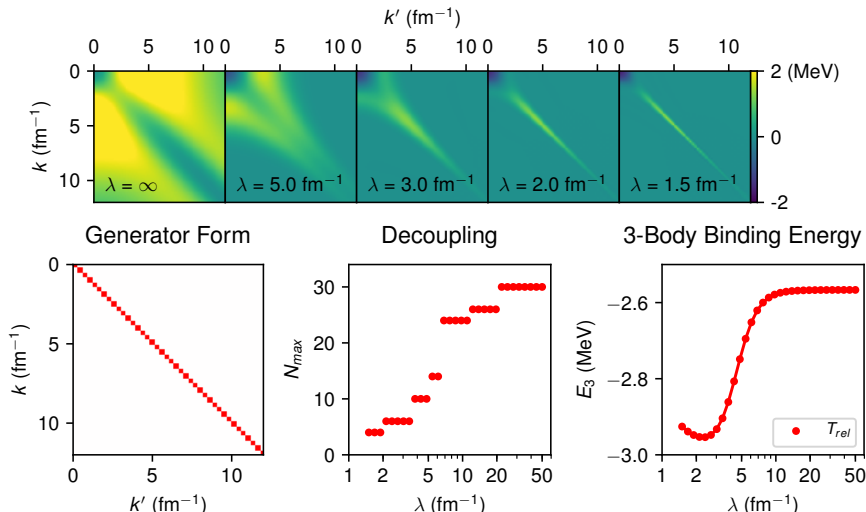 k′ (fm⁻¹)
0 5 10 0 5 10 0 5 10 0 5 10 0 5 10
k (fm⁻¹)
0
5
10
λ = ∞
λ = 5.0 fm⁻¹
λ = 3.0 fm⁻¹
λ = 2.0 fm⁻¹
λ = 1.5 fm⁻¹
2 (MeV)
0
-2
Generator Form
k (fm⁻¹)
0
5
10
0 5 10
k′ (fm⁻¹)
Decoupling
N_max
30
20
10
0
1 2 5 10 20 50
λ (fm⁻¹)
3-Body Binding Energy
E₃ (MeV)
−2.6
−2.8
−3.0
T_rel
1 2 5 10 20 50
λ (fm⁻¹)